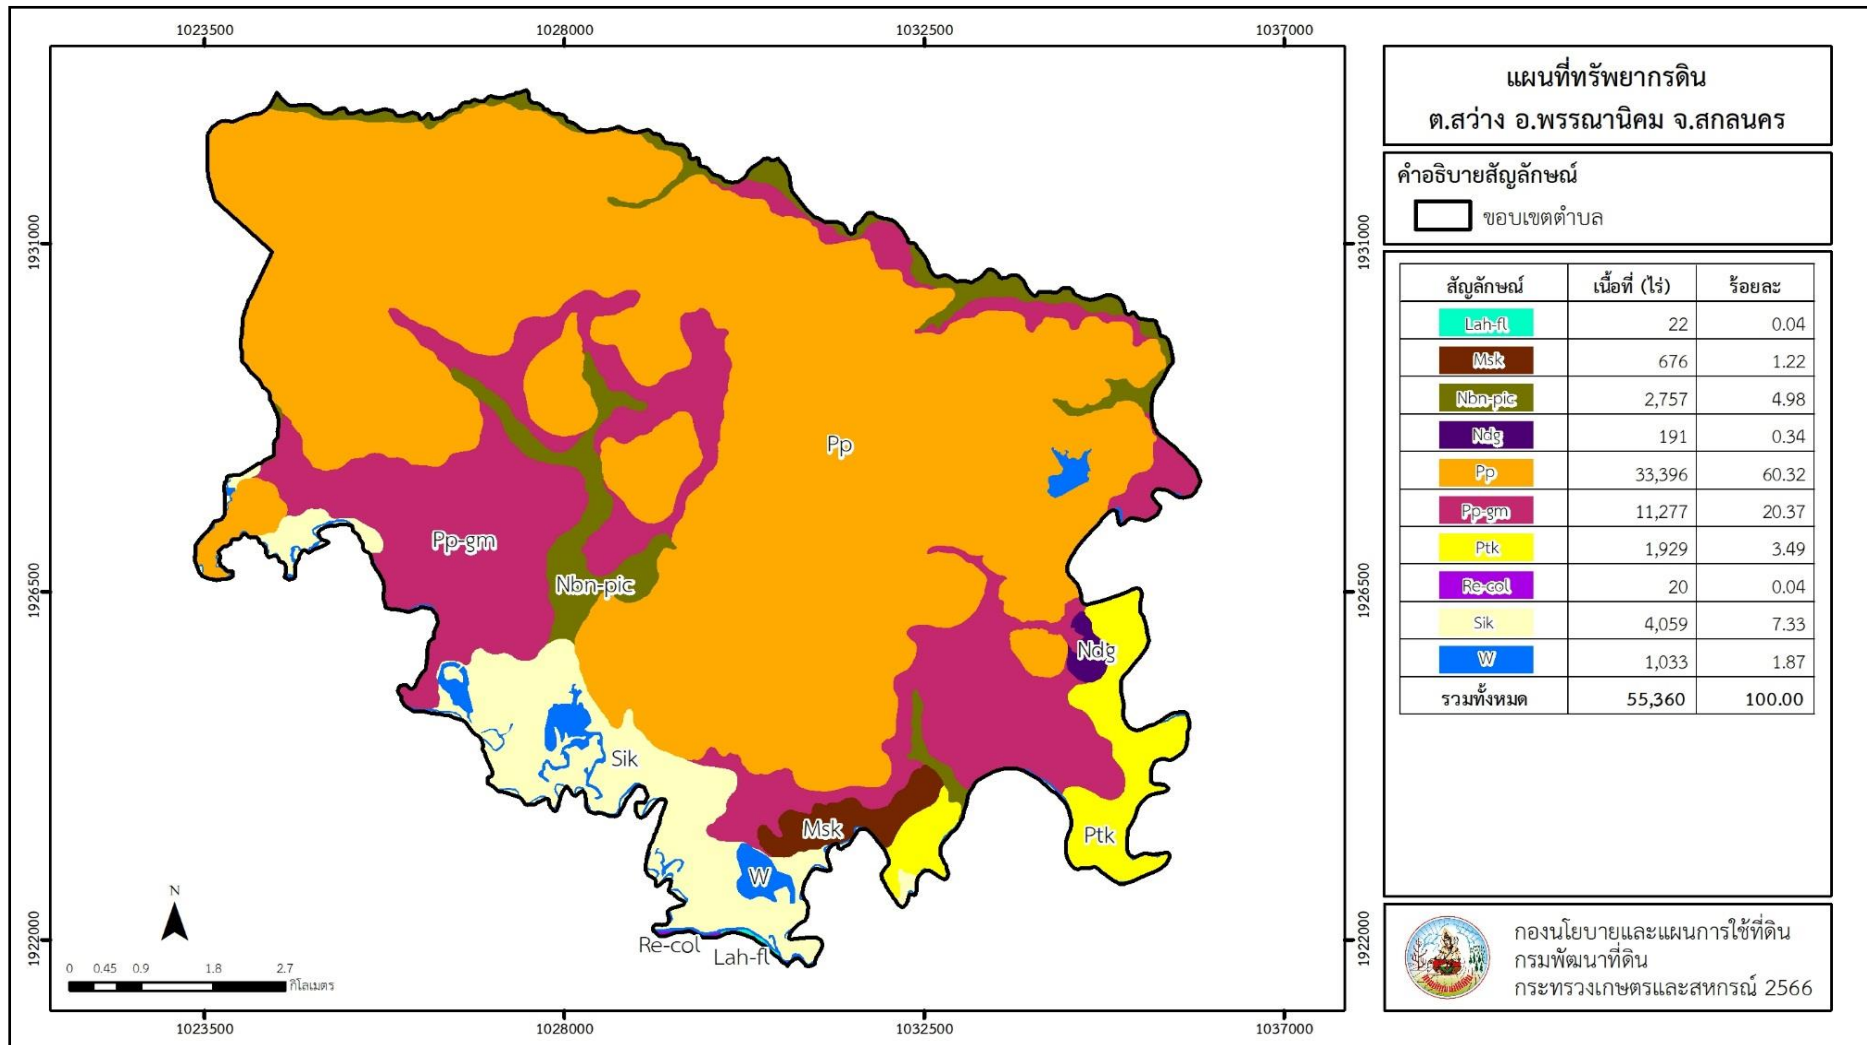 1023500 1028000 1032500 1037000
แผนที่ทรัพยากรดิน
ต.สว่าง อ.พรรณานิคม จ.สกลนคร
คำอธิบายสัญลักษณ์
ขอบเขตตำบล
สัญลักษณ์ เนื้อที่ (ไร่) ร้อยละ
Lah-fl 22 0.04
Msk 676 1.22
Nbn-pic 2,757 4.98
Ndg 191 0.34
Pp 33,396 60.32
Pp-gm 11,277 20.37
Ptk 1,929 3.49
Re-col 20 0.04
Sik 4,059 7.33
W 1,033 1.87
รวมทั้งหมด 55,360 100.00
1931000 1931000
Pp
Pp-gm
Nbn-pic
1926500 1926500
Ndg
Sik
Msk
Ptk
W
Re-col
Lah-fl
1922000 1922000
N
0 0.45 0.9 1.8 2.7
กิโลเมตร
1023500 1028000 1032500 1037000
กองนโยบายและแผนการใช้ที่ดิน
กรมพัฒนาที่ดิน
กระทรวงเกษตรและสหกรณ์ 2566